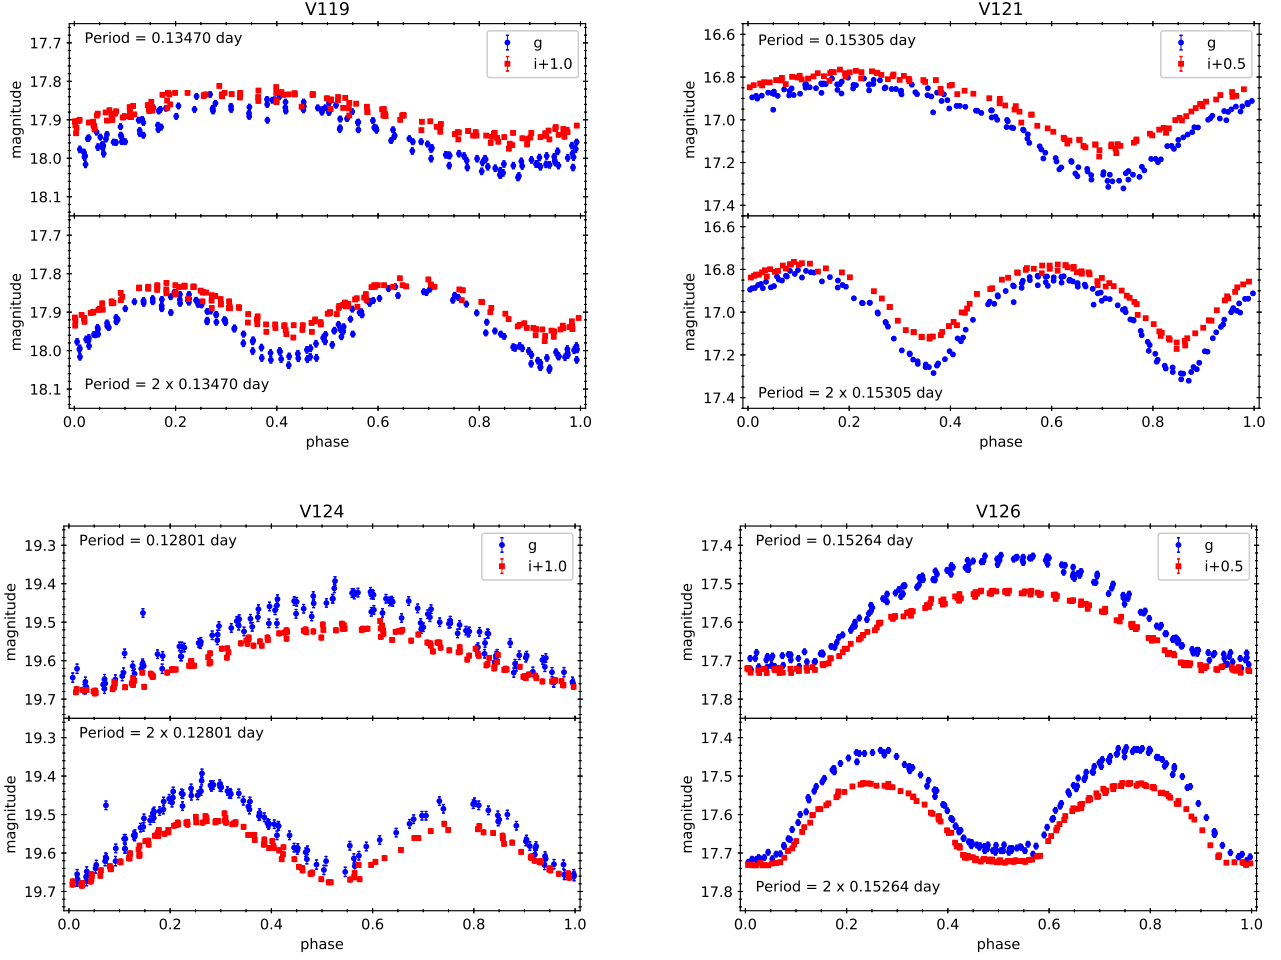 V119
Period = 0.13470 day
g
i+1.0
17.7
17.8
17.9
18.0
18.1
magnitude
17.7
17.8
17.9
18.0
18.1
magnitude
Period = 2 x 0.13470 day
0.0 0.2 0.4 0.6 0.8 1.0
phase
V121
Period = 0.15305 day
g
i+0.5
16.6
16.8
17.0
17.2
17.4
magnitude
16.6
16.8
17.0
17.2
17.4
magnitude
Period = 2 x 0.15305 day
0.0 0.2 0.4 0.6 0.8 1.0
phase
V124
Period = 0.12801 day
g
i+1.0
19.3
19.4
19.5
19.6
19.7
magnitude
Period = 2 x 0.12801 day
19.3
19.4
19.5
19.6
19.7
magnitude
0.0 0.2 0.4 0.6 0.8 1.0
phase
V126
Period = 0.15264 day
g
i+0.5
17.4
17.5
17.6
17.7
17.8
magnitude
17.4
17.5
17.6
17.7
17.8
magnitude
Period = 2 x 0.15264 day
0.0 0.2 0.4 0.6 0.8 1.0
phase